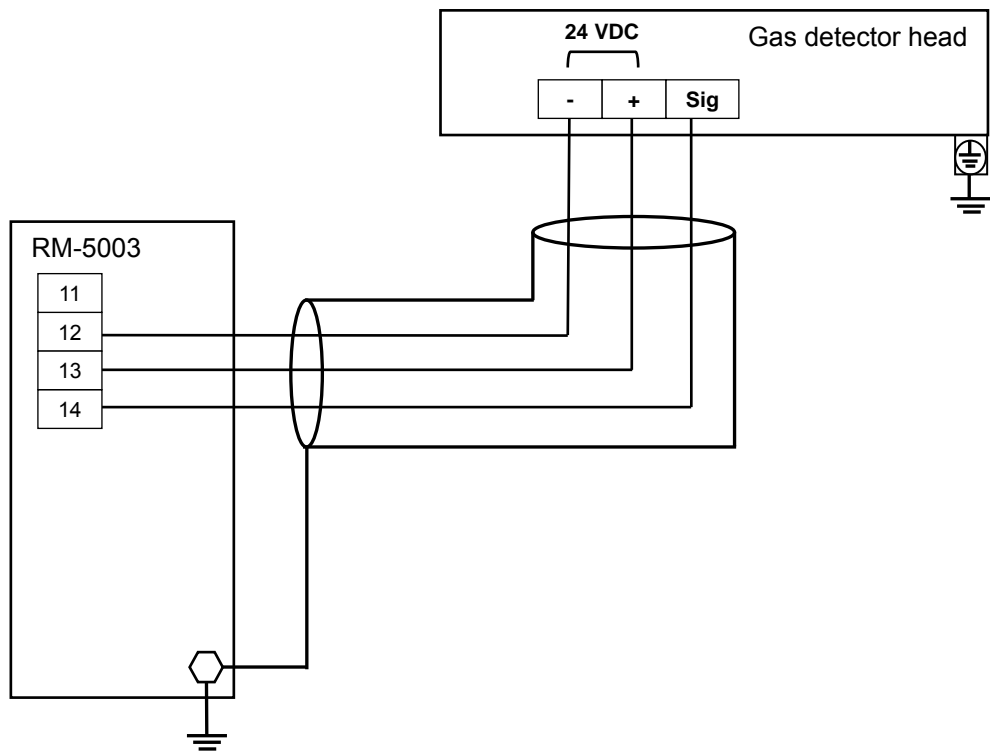 24 VDC
Gas detector head
- + Sig
RM-5003
11
12
13
14